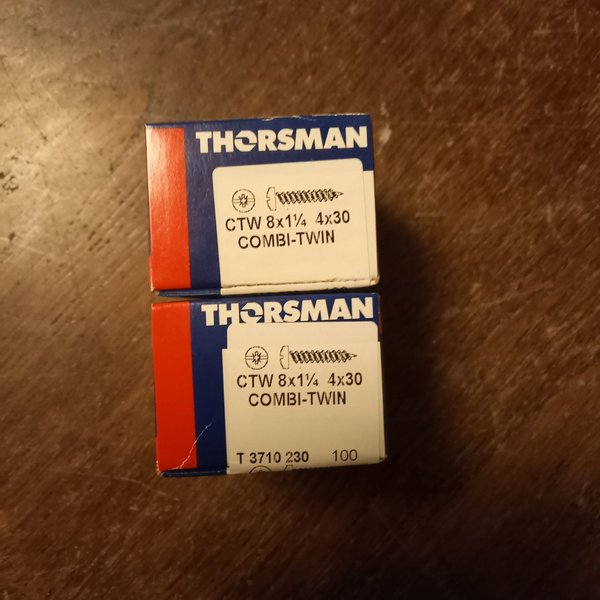 THORSMAN
CTW 8x1¼ 4x30
COMBI-TWIN
THORSMAN
CTW 8x1¼ 4x30
COMBI-TWIN
T 3710 230 100